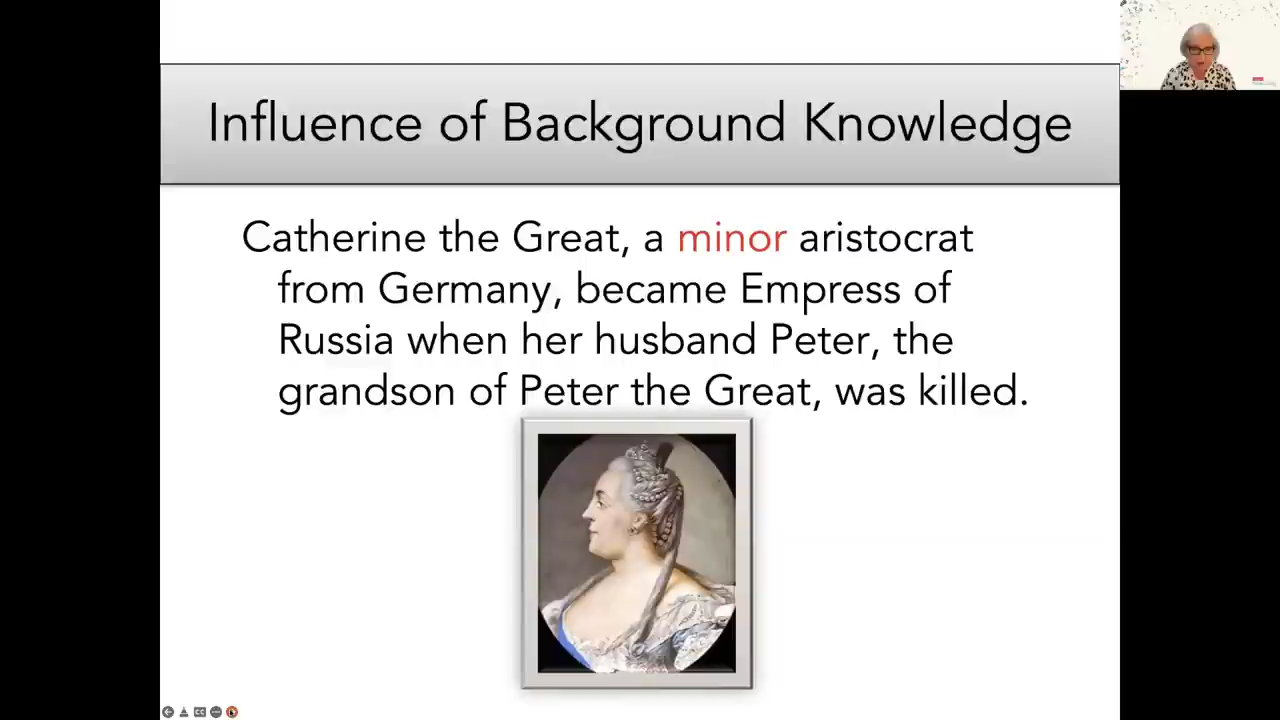 Influence of Background Knowledge
Catherine the Great, a minor aristocrat
from Germany, became Empress of
Russia when her husband Peter, the
grandson of Peter the Great, was killed.